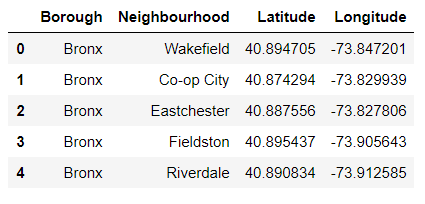 Borough Neighbourhood Latitude Longitude
0 Bronx Wakefield 40.894705 -73.847201
1 Bronx Co-op City 40.874294 -73.829939
2 Bronx Eastchester 40.887556 -73.827806
3 Bronx Fieldston 40.895437 -73.905643
4 Bronx Riverdale 40.890834 -73.912585